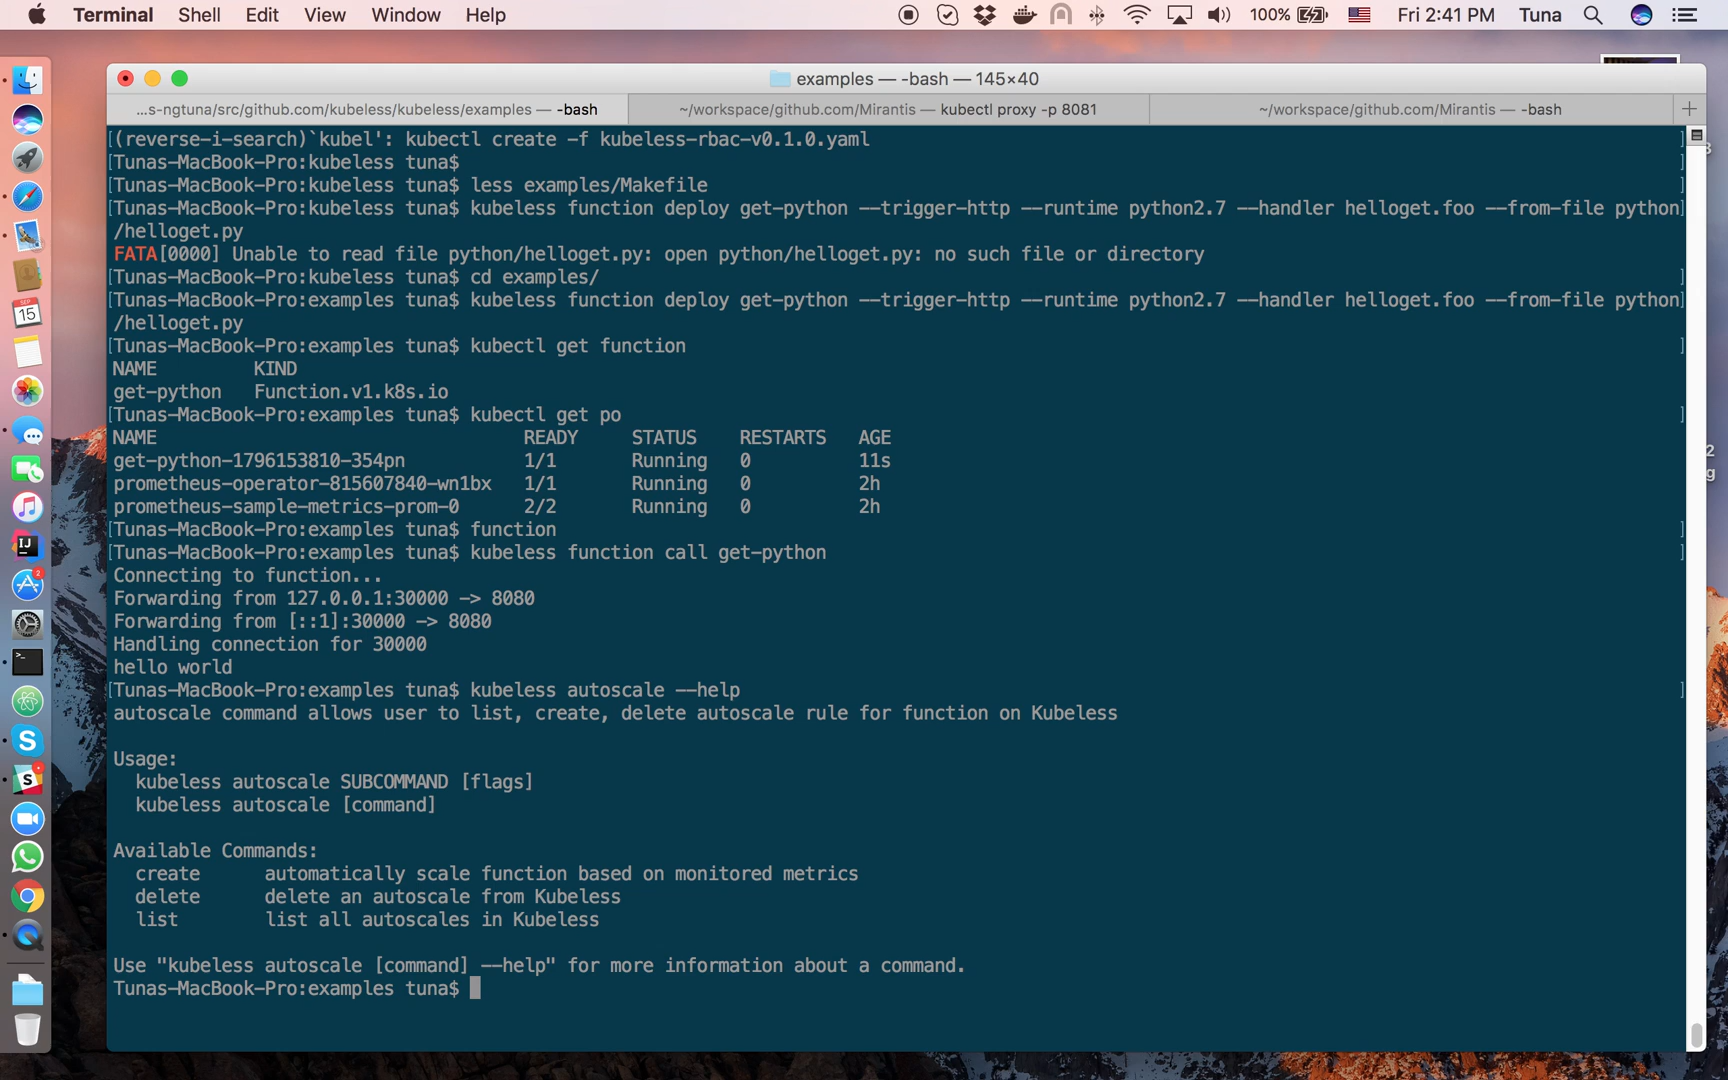 Terminal Shell Edit View Window Help 100% Fri 2:41 PM Tuna
examples — -bash — 145×40
...s-ngtuna/src/github.com/kubeless/kubeless/examples — -bash ~/workspace/github.com/Mirantis — kubectl proxy -p 8081 ~/workspace/github.com/Mirantis — -bash
[(reverse-i-search)`kubel': kubectl create -f kubeless-rbac-v0.1.0.yaml ]
[Tunas-MacBook-Pro:kubeless tuna$ ]
[Tunas-MacBook-Pro:kubeless tuna$ less examples/Makefile ]
[Tunas-MacBook-Pro:kubeless tuna$ kubeless function deploy get-python --trigger-http --runtime python2.7 --handler helloget.foo --from-file python]
/helloget.py
FATA[0000] Unable to read file python/helloget.py: open python/helloget.py: no such file or directory
[Tunas-MacBook-Pro:kubeless tuna$ cd examples/ ]
[Tunas-MacBook-Pro:examples tuna$ kubeless function deploy get-python --trigger-http --runtime python2.7 --handler helloget.foo --from-file python]
/helloget.py
[Tunas-MacBook-Pro:examples tuna$ kubectl get function ]
NAME KIND
get-python Function.v1.k8s.io
[Tunas-MacBook-Pro:examples tuna$ kubectl get po ]
NAME READY STATUS RESTARTS AGE
get-python-1796153810-354pn 1/1 Running 0 11s
prometheus-operator-815607840-wn1bx 1/1 Running 0 2h
prometheus-sample-metrics-prom-0 2/2 Running 0 2h
[Tunas-MacBook-Pro:examples tuna$ function ]
[Tunas-MacBook-Pro:examples tuna$ kubeless function call get-python ]
Connecting to function...
Forwarding from 127.0.0.1:30000 -> 8080
Forwarding from [::1]:30000 -> 8080
Handling connection for 30000
hello world
[Tunas-MacBook-Pro:examples tuna$ kubeless autoscale --help ]
autoscale command allows user to list, create, delete autoscale rule for function on Kubeless
Usage:
kubeless autoscale SUBCOMMAND [flags]
kubeless autoscale [command]
Available Commands:
create automatically scale function based on monitored metrics
delete delete an autoscale from Kubeless
list list all autoscales in Kubeless
Use "kubeless autoscale [command] --help" for more information about a command.
Tunas-MacBook-Pro:examples tuna$
SEP
15
IJ
2